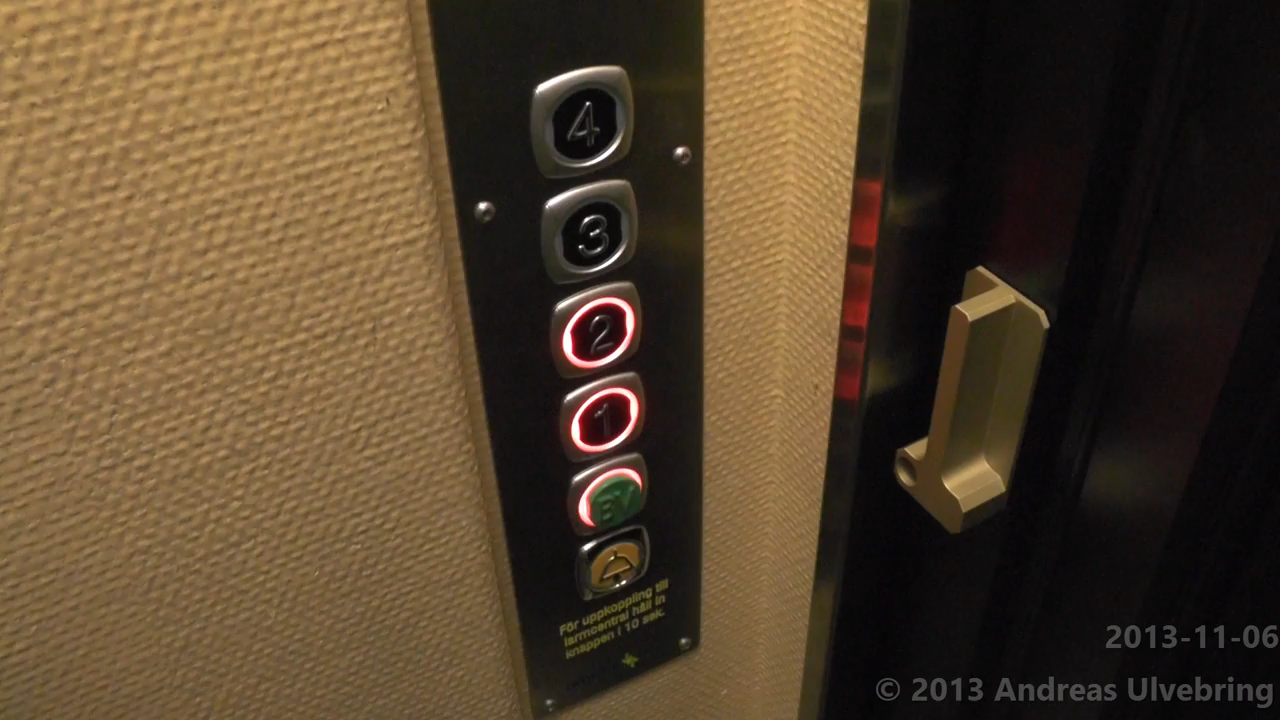 4
3
2
1
BV
För uppkoppling till
larmcentral håll in
knappen i 10 sek.
2013-11-06
© 2013 Andreas Ulvebring